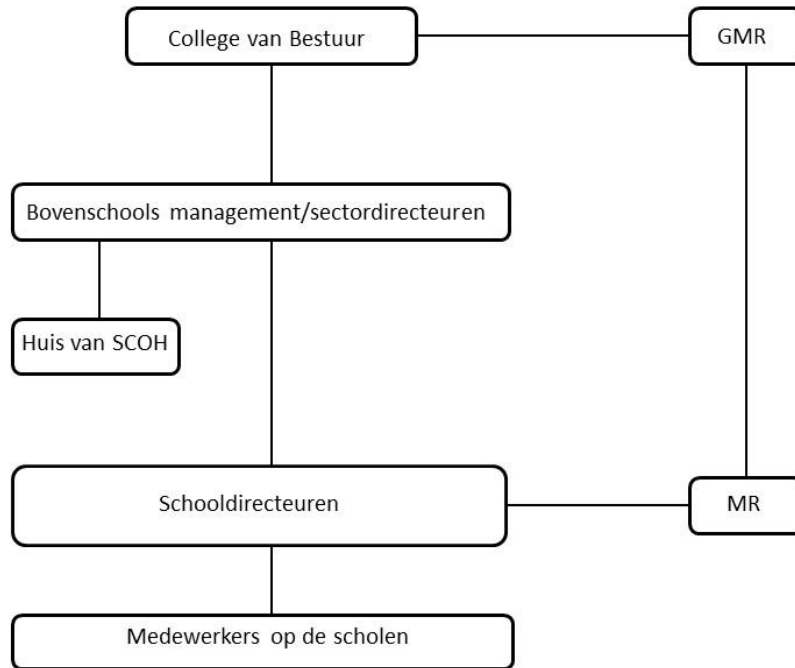 College van Bestuur
GMR
Bovenschools management/sectordirecteuren
Huis van SCOH
Schooldirecteuren
MR
Medewerkers op de scholen